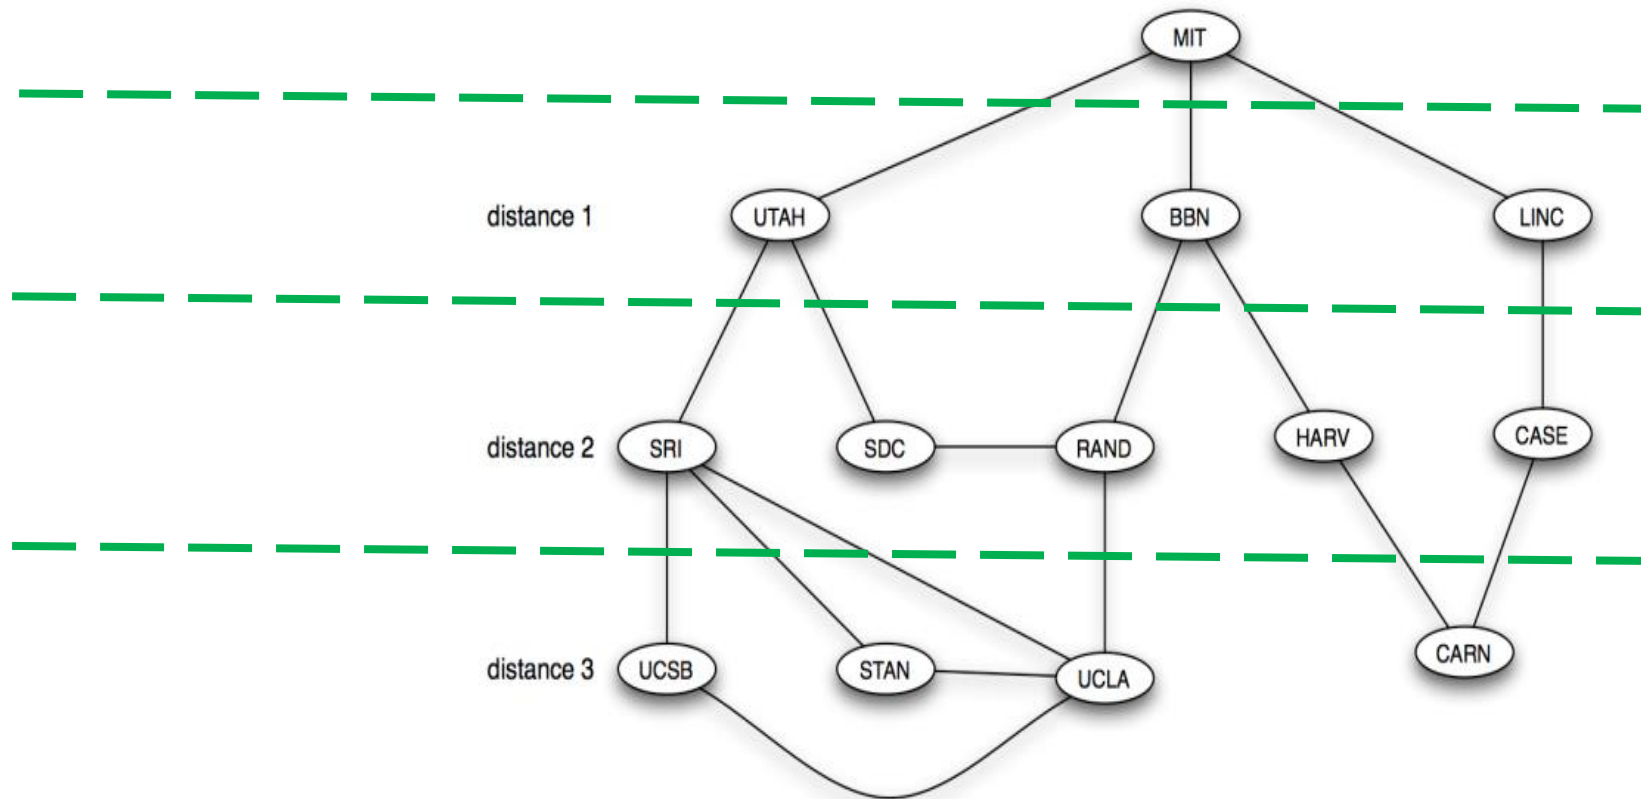 MIT
distance 1 UTAH BBN LINC
distance 2 SRI SDC RAND HARV CASE
distance 3 UCSB STAN UCLA CARN